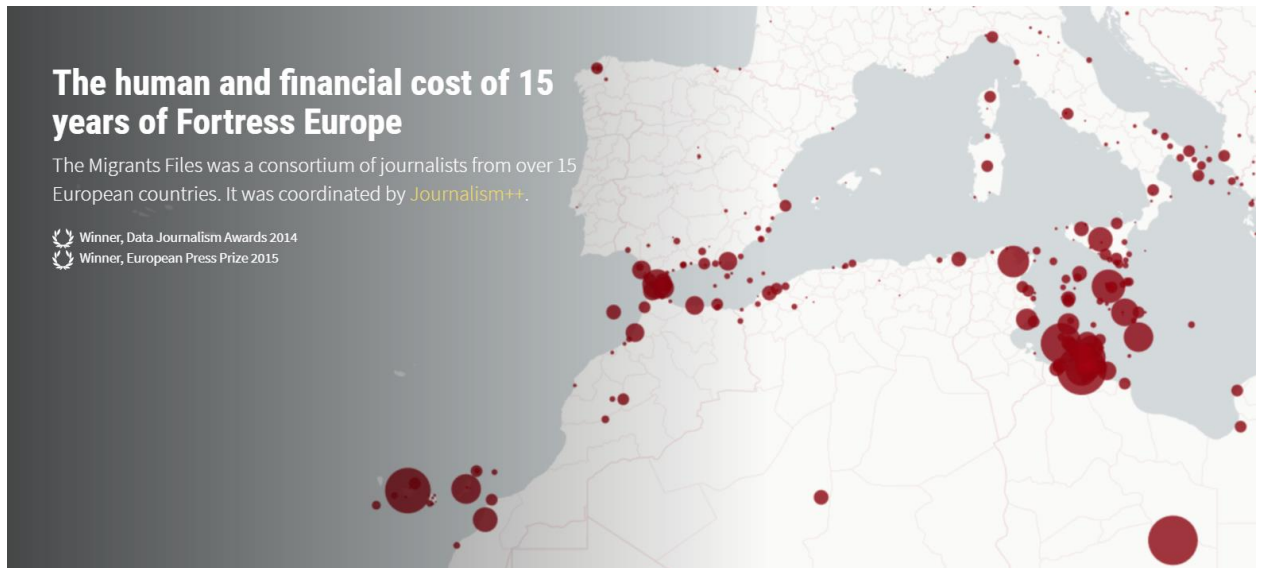 The human and financial cost of 15
years of Fortress Europe
The Migrants Files was a consortium of journalists from over 15
European countries. It was coordinated by Journalism++.
Winner, Data Journalism Awards 2014
Winner, European Press Prize 2015